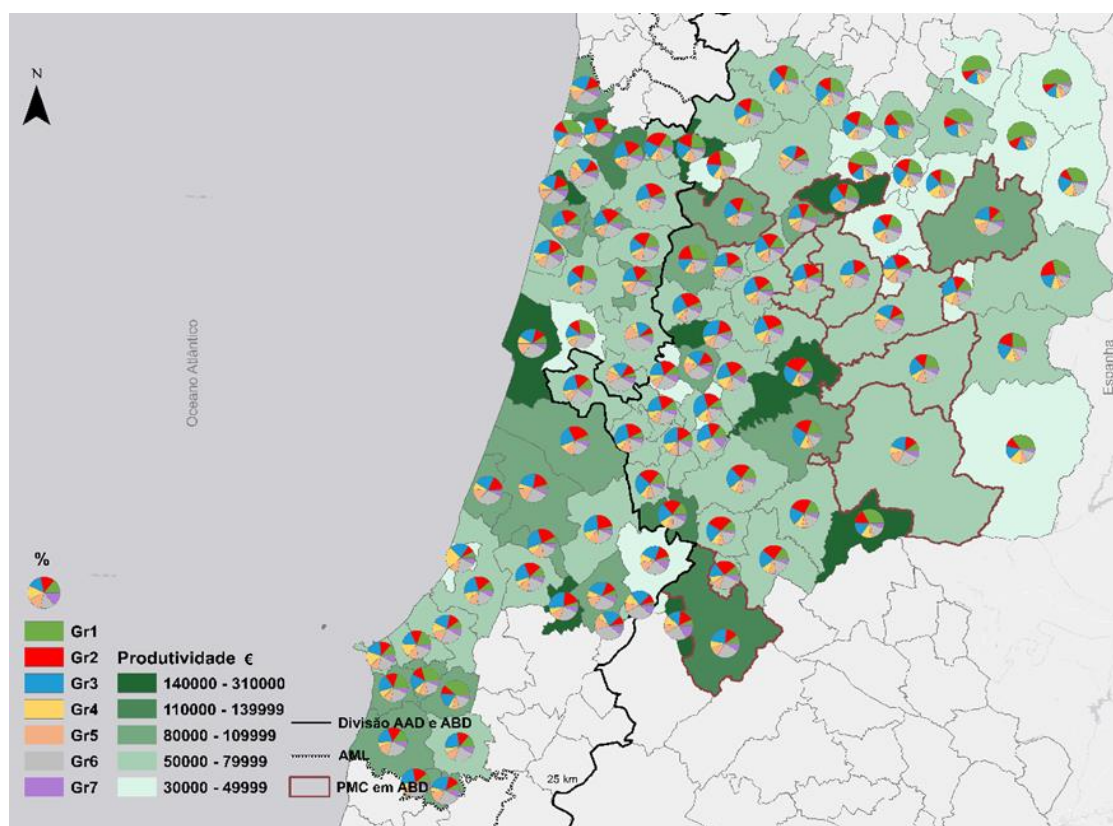 N
Oceano Atlântico
Espanha
%
Gr1
Gr2
Gr3
Gr4
Gr5
Gr6
Gr7
Produtividade €
140000 - 310000
110000 - 139999
80000 - 109999
50000 - 79999
30000 - 49999
Divisão AAD e ABD
AML
PMC em ABD
0
25 km